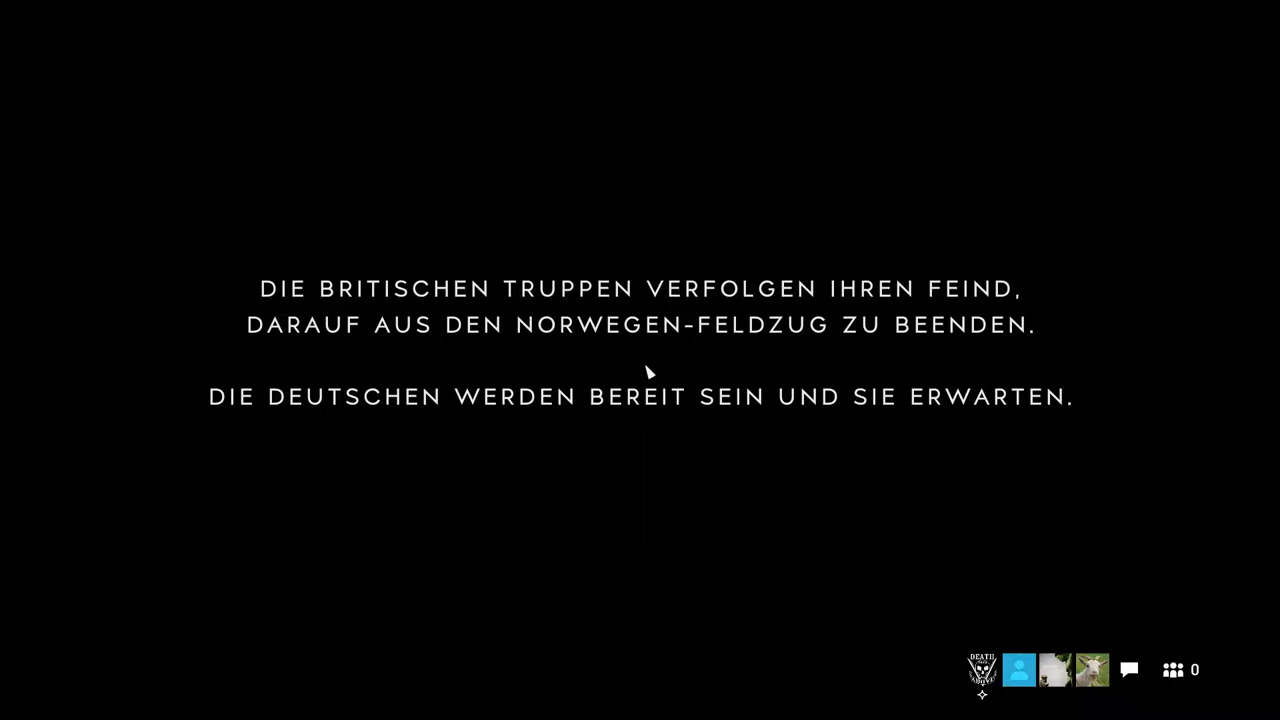 DIE BRITISCHEN TRUPPEN VERFOLGEN IHREN FEIND,
DARAUF AUS DEN NORWEGEN-FELDZUG ZU BEENDEN.
DIE DEUTSCHEN WERDEN BEREIT SEIN UND SIE ERWARTEN.
DEATH
0